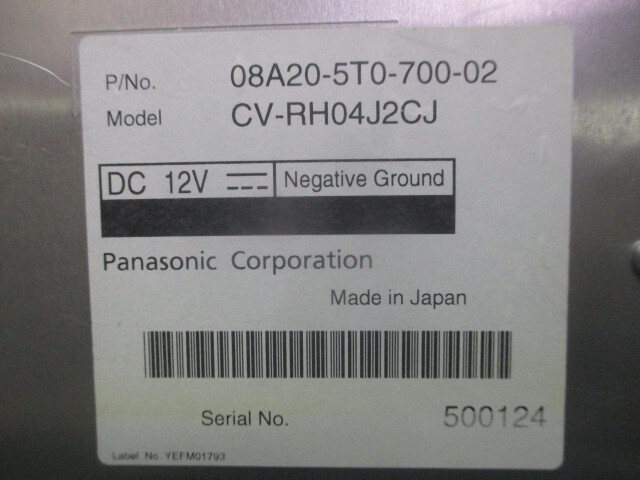 P/No. 08A20-5T0-700-02
Model CV-RH04J2CJ
DC 12V Negative Ground
Panasonic Corporation
Made in Japan
Serial No. 500124
Label No. YEFM01793